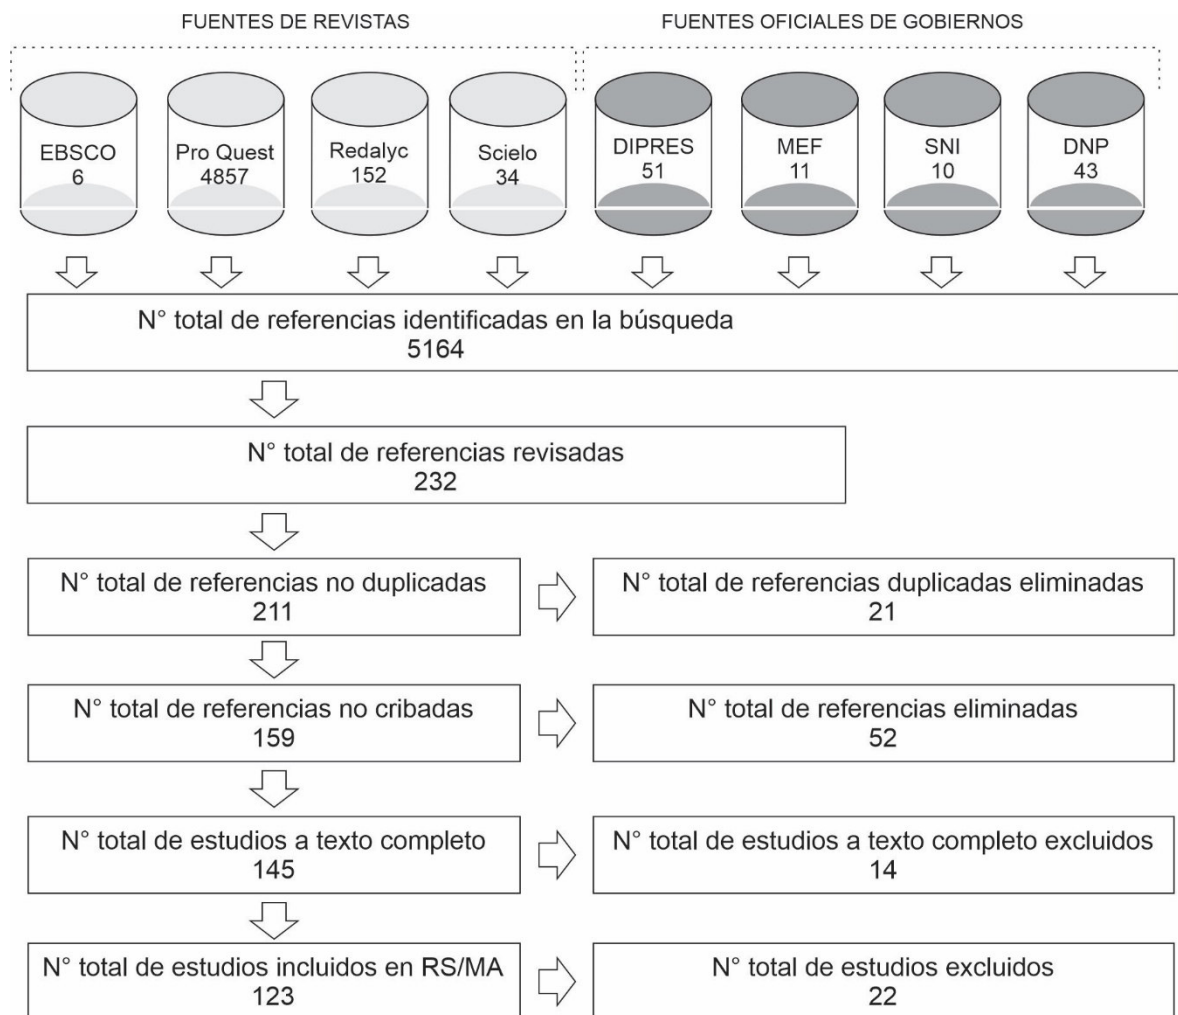 FUENTES DE REVISTAS
FUENTES OFICIALES DE GOBIERNOS
EBSCO
6
Pro Quest
4857
Redalyc
152
Scielo
34
DIPRES
51
MEF
11
SNI
10
DNP
43
N° total de referencias identificadas en la búsqueda
5164
N° total de referencias revisadas
232
N° total de referencias no duplicadas
211
N° total de referencias duplicadas eliminadas
21
N° total de referencias no cribadas
159
N° total de referencias eliminadas
52
N° total de estudios a texto completo
145
N° total de estudios a texto completo excluidos
14
N° total de estudios incluidos en RS/MA
123
N° total de estudios excluidos
22